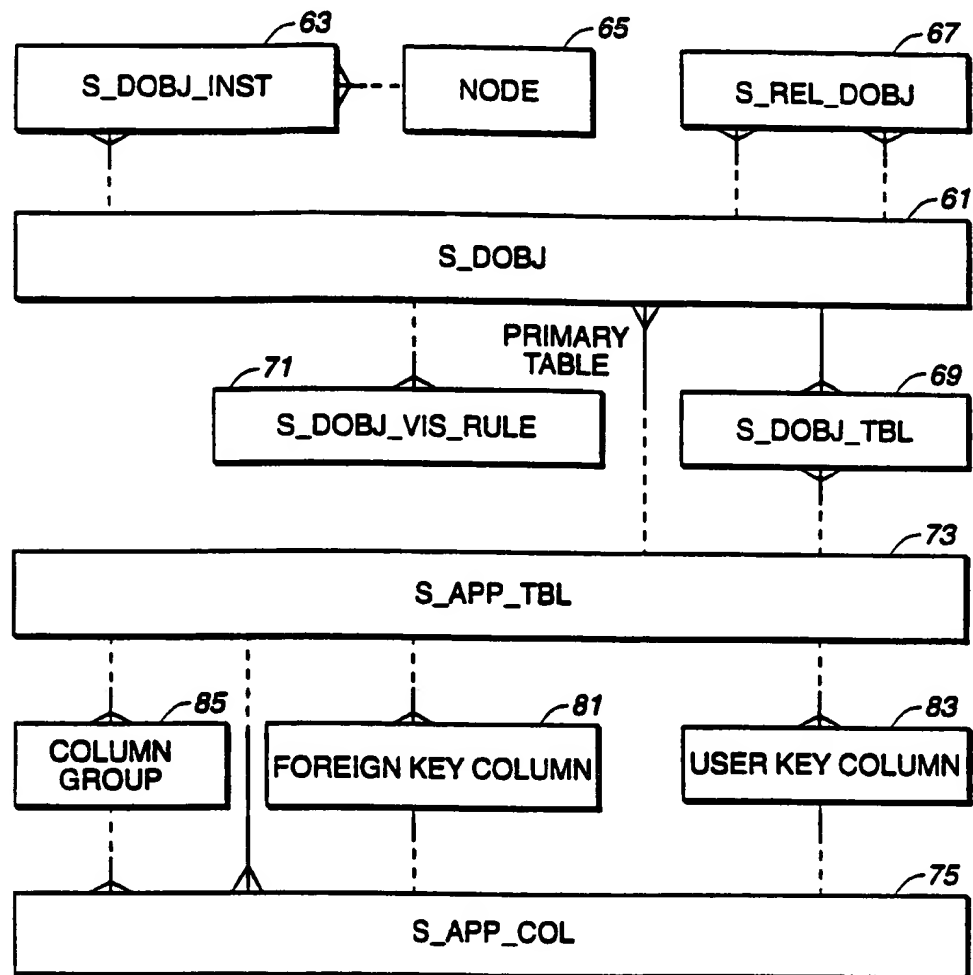 63
65
67
S_DOBJ_INST
NODE
S_REL_DOBJ
61
S_DOBJ
PRIMARY
TABLE
71
69
S_DOBJ_VIS_RULE
S_DOBJ_TBL
73
S_APP_TBL
85
81
83
COLUMN
GROUP
FOREIGN KEY COLUMN
USER KEY COLUMN
75
S_APP_COL